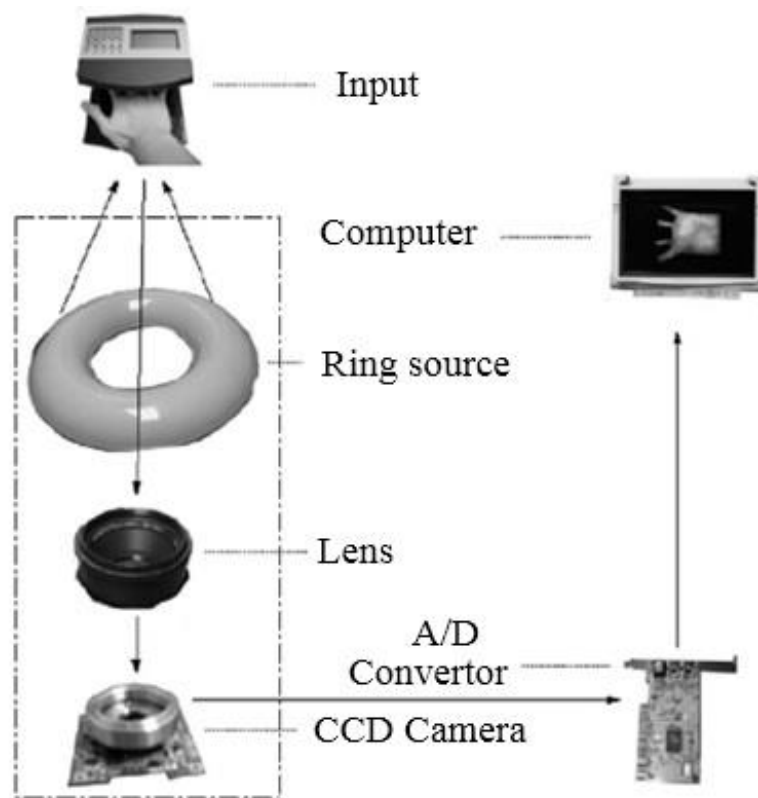 Input
Computer
Ring source
Lens
A/D
Convertor
CCD Camera